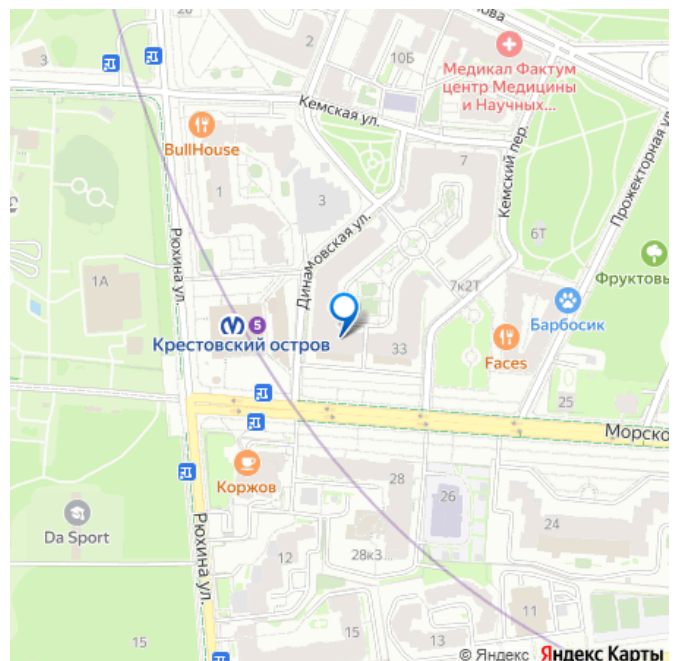 нова
3
2
10Б
Медикал Фактум
центр Медицины
и Научных...
Кемская ул.
BullHouse
7
Кемский пер.
Прожекторная ул.
1
3
6Т
Рюхина ул.
Динамовская ул.
1А
7к2Т
Фруктовы
Барбосик
5
Крестовский остров
33
Faces
25
Морско
Коржов
28
26
Da Sport
24
Рюхина ул.
12
28к3
11
15
15
13
© Яндекс Яндекс Карты